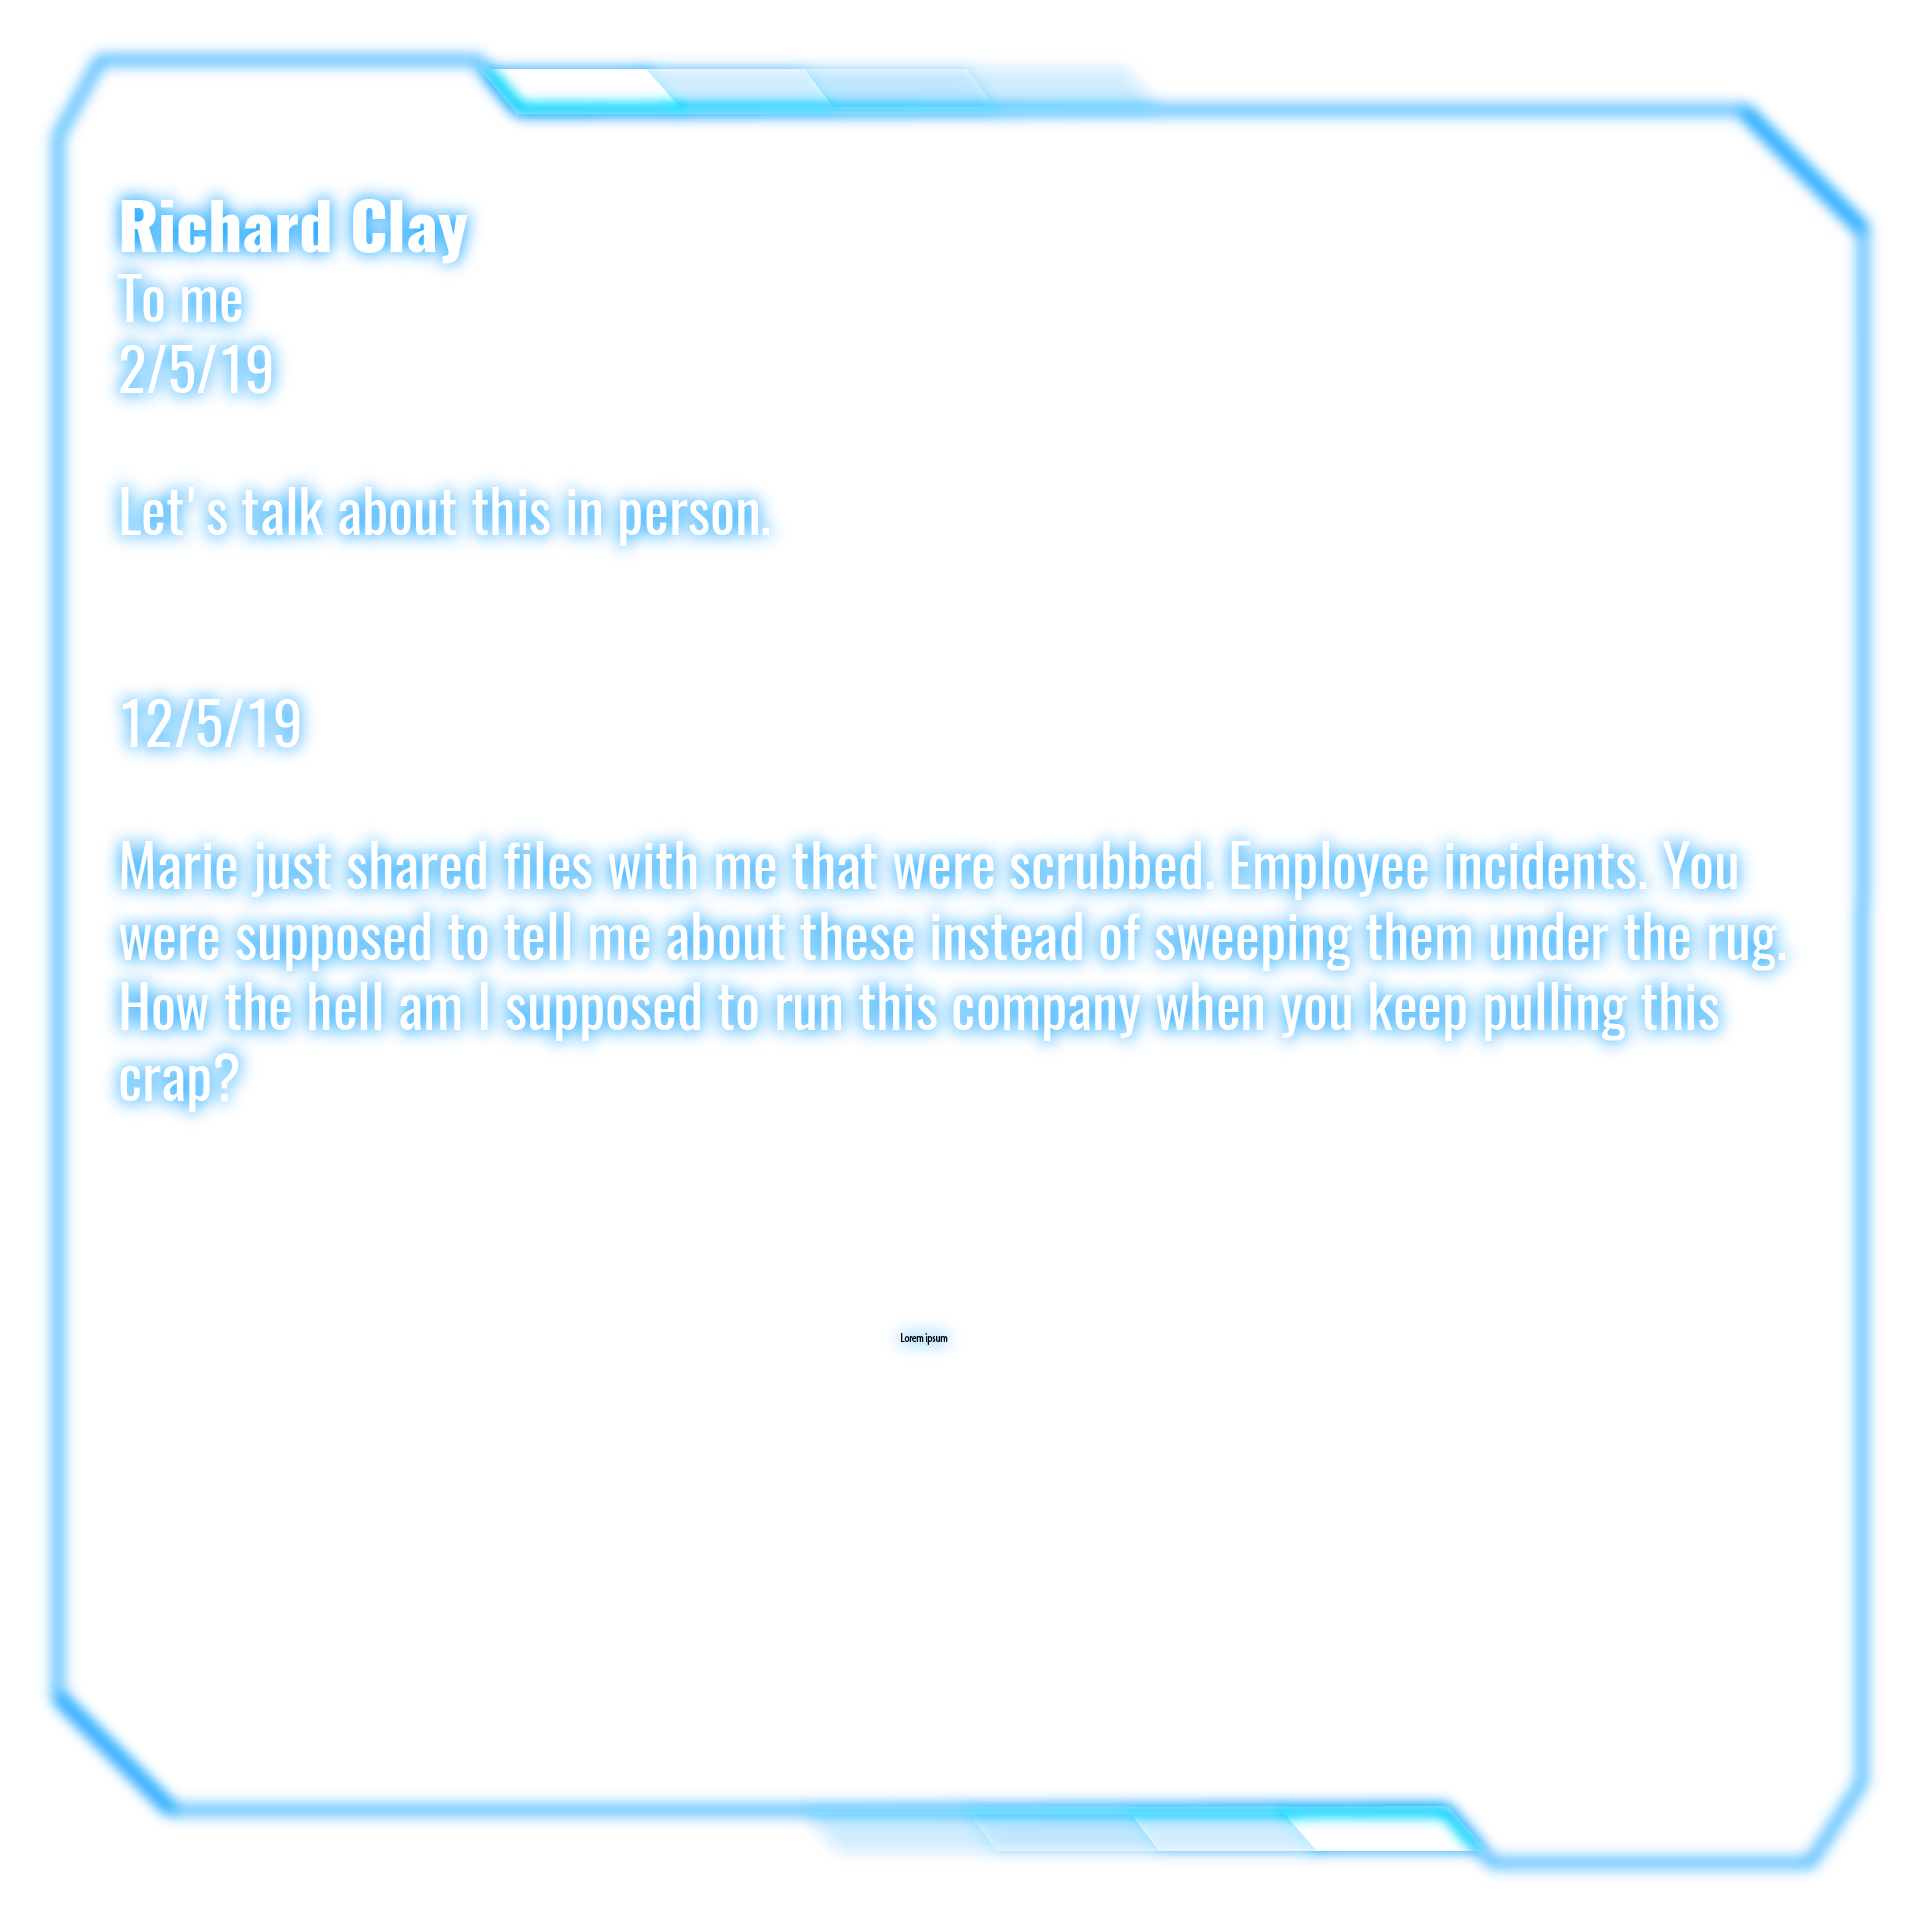 Richard Clay
To me
2/5/19
Let's talk about this in person.
12/5/19
Marie just shared files with me that were scrubbed. Employee incidents. You
were supposed to tell me about these instead of sweeping them under the rug.
How the hell am I supposed to run this company when you keep pulling this
crap?
Lorem ipsum